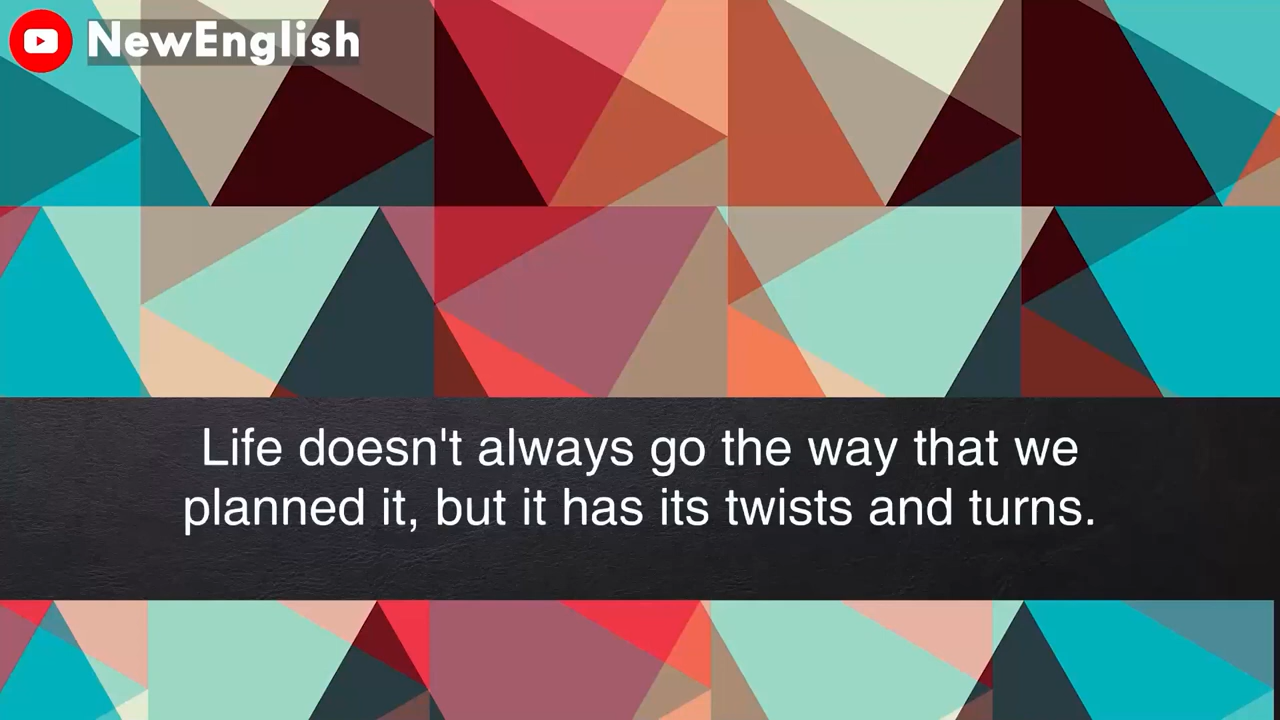 NewEnglish
Life doesn't always go the way that we
planned it, but it has its twists and turns.